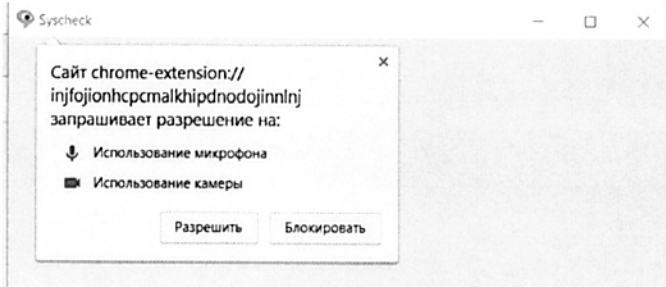 Syscheck
Сайт chrome-extension://
injfojionhcpcmalkhipdnodojinnlnj
запрашивает разрешение на:
Использование микрофона
Использование камеры
Разрешить
Блокировать